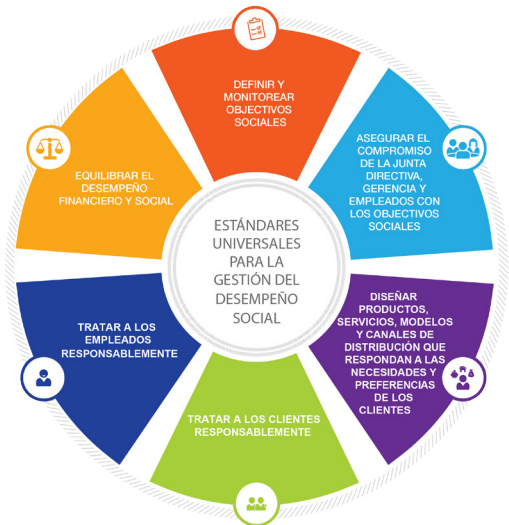 DEFINIR Y
MONITOREAR
OBJECTIVOS
SOCIALES
ASEGURAR EL
COMPROMISO
DE LA JUNTA
DIRECTIVA,
GERENCIA Y
EMPLEADOS CON
LOS OBJECTIVOS
SOCIALES
DISEÑAR
PRODUCTOS,
SERVICIOS, MODELOS
Y CANALES DE
DISTRIBUCIÓN QUE
RESPONDAN A LAS
NECESIDADES Y
PREFERENCIAS
DE LOS
CLIENTES
TRATAR A LOS CLIENTES
RESPONSABLEMENTE
TRATAR A LOS
EMPLEADOS
RESPONSABLEMENTE
EQUILIBRAR EL
DESEMPEÑO
FINANCIERO Y SOCIAL
ESTÁNDARES
UNIVERSALES
PARA LA
GESTIÓN DEL
DESEMPEÑO
SOCIAL